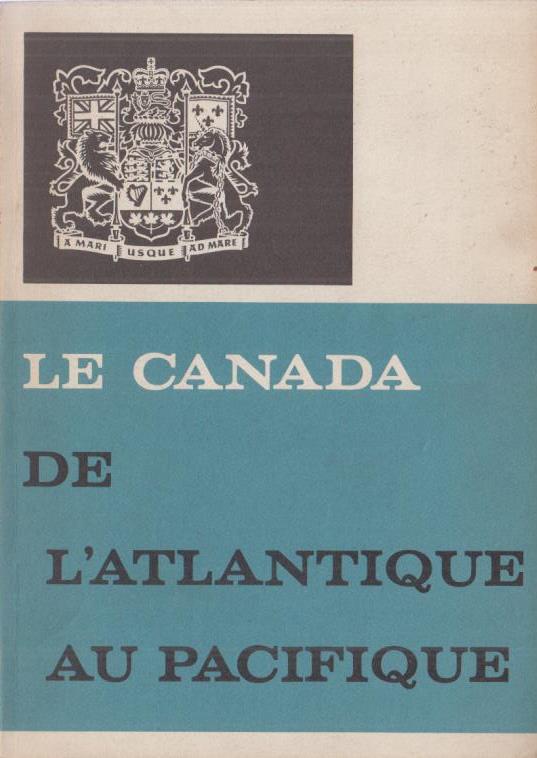 A MARI USQUE AD MARE
LE CANADA
DE
L'ATLANTIQUE
AU PACIFIQUE